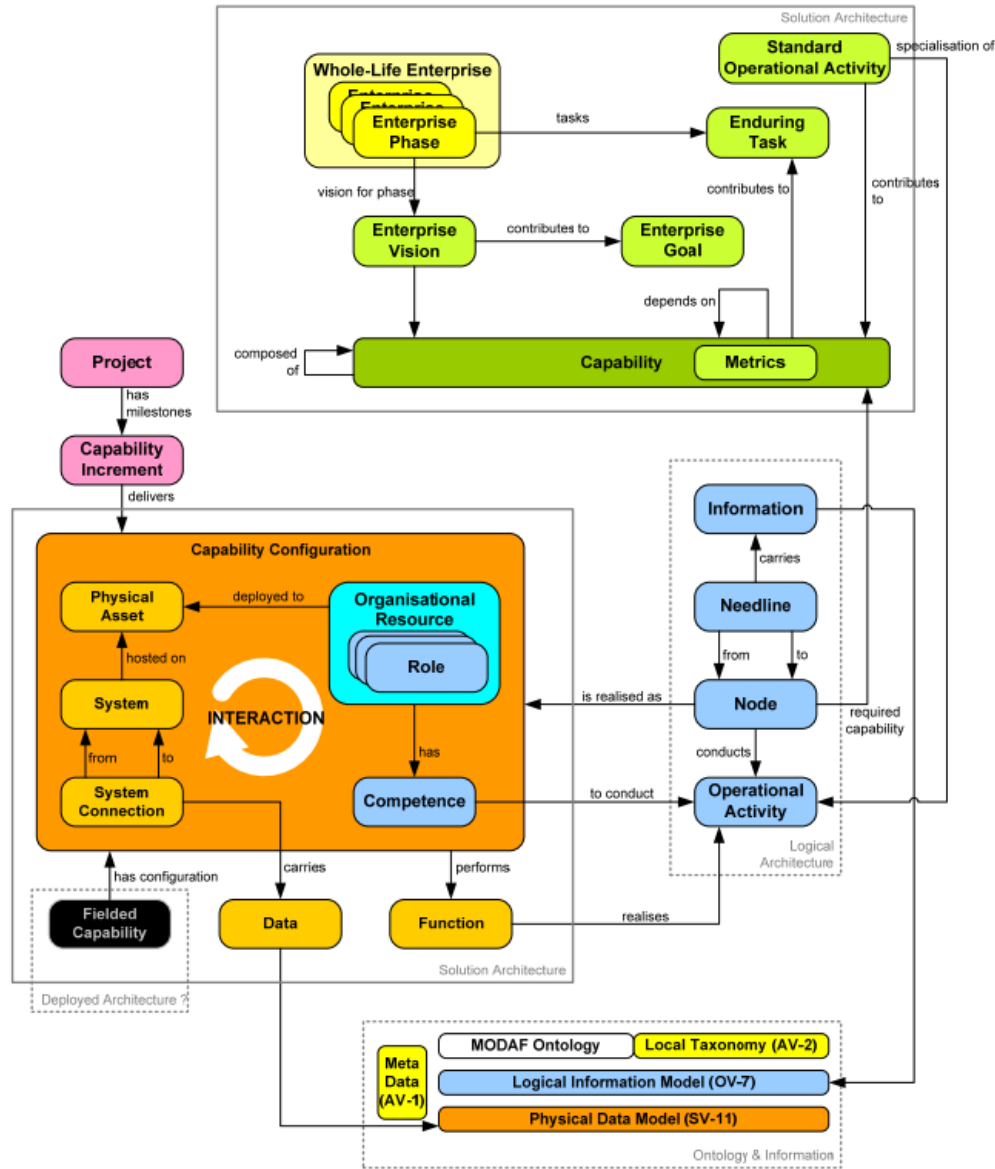 Solution Architecture
Standard
Operational Activity
specialisation of
Whole-Life Enterprise
Enterprise
Enterprise
Enterprise
Phase
tasks
Enduring
Task
vision for phase
contributes to
contributes
to
Enterprise
Vision
contributes to
Enterprise
Goal
depends on
composed
of
Capability
Metrics
Project
has
milestones
Capability
Increment
delivers
Information
carries
Needline
from
to
Node
required
capability
conducts
Operational
Activity
Logical
Architecture
Capability Configuration
Physical
Asset
deployed to
Organisational
Resource
Role
hosted on
System
INTERACTION
is realised as
from
to
has
System
Connection
Competence
to conduct
carries
performs
has configuration
Fielded
Capability
Data
Function
realises
Solution Architecture
Deployed Architecture ?
MODAF Ontology
Local Taxonomy (AV-2)
Meta
Data
(AV-1)
Logical Information Model (OV-7)
Physical Data Model (SV-11)
Ontology & Information